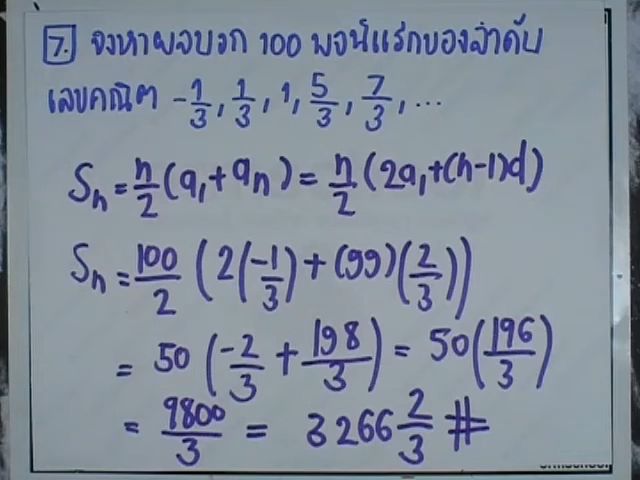 7. จงหาผลบวก 100 พจน์แรกของลำดับ
เลขคณิต -1/3, 1/3, 1, 5/3, 7/3, ...
Sn = n/2 (a1 + an) = n/2 (2a1 + (n-1)d)
Sn = 100/2 (2(-1/3) + (99)(2/3))
= 50 (-2/3 + 198/3) = 50 (196/3)
= 9800/3 = 3266 2/3 #